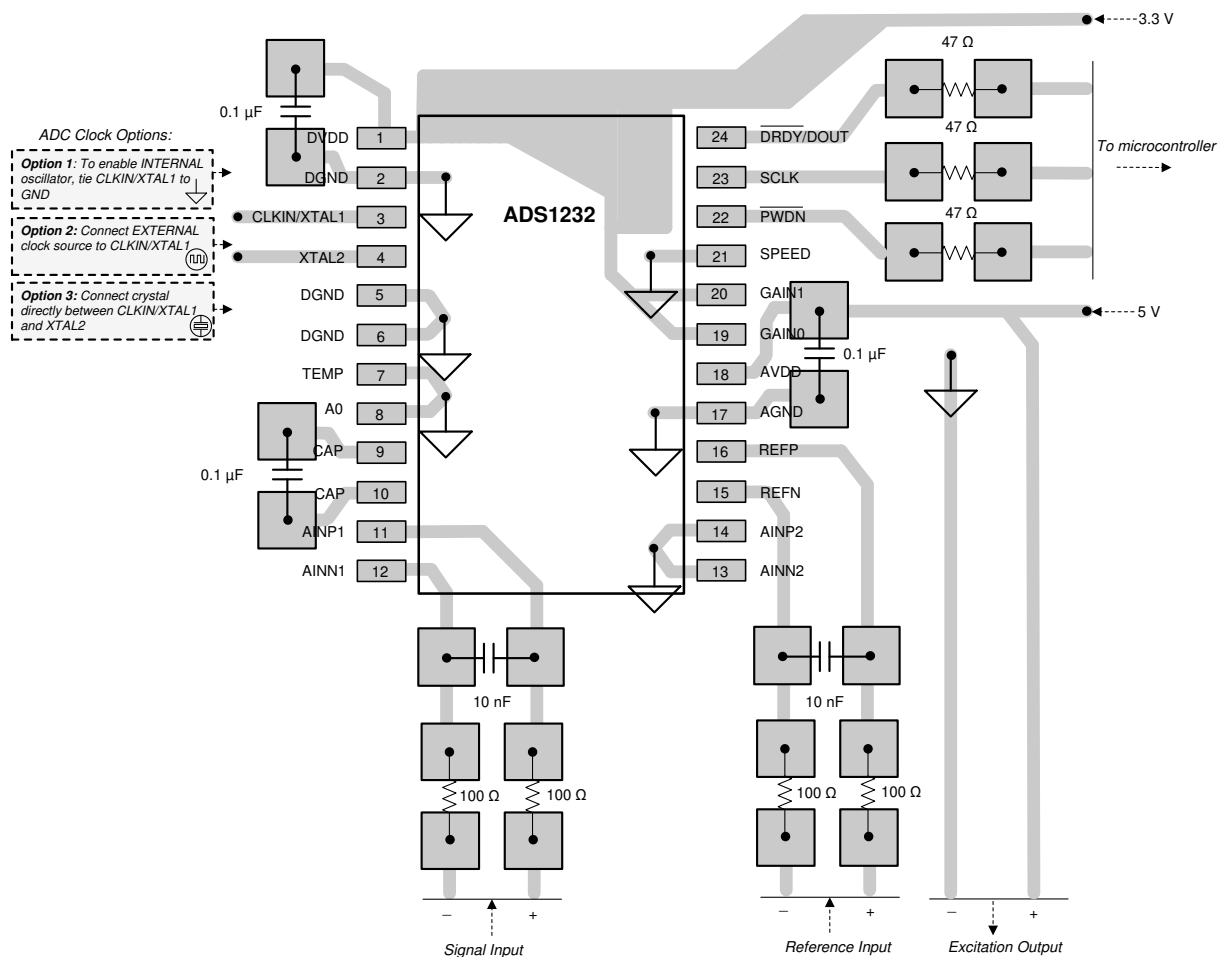 3.3 V
47 Ω
0.1 µF
ADC Clock Options:
Option 1: To enable INTERNAL
oscillator, tie CLKIN/XTAL1 to
GND
Option 2: Connect EXTERNAL
clock source to CLKIN/XTAL1
Option 3: Connect crystal
directly between CLKIN/XTAL1
and XTAL2
DVDD
1
DGND
2
CLKIN/XTAL1
3
XTAL2
4
DGND
5
DGND
6
TEMP
7
A0
8
CAP
9
CAP
10
AINP1
11
AINN1
12
0.1 µF
ADS1232
24
DRDY/DOUT
23
SCLK
22
PWDN
21
SPEED
20
GAIN1
19
GAIN0
18
AVDD
17
AGND
16
REFP
15
REFN
14
AINP2
13
AINN2
47 Ω
47 Ω
To microcontroller
5 V
0.1 µF
10 nF
100 Ω
100 Ω
– +
Signal Input
10 nF
100 Ω
100 Ω
– +
Reference Input
– +
Excitation Output